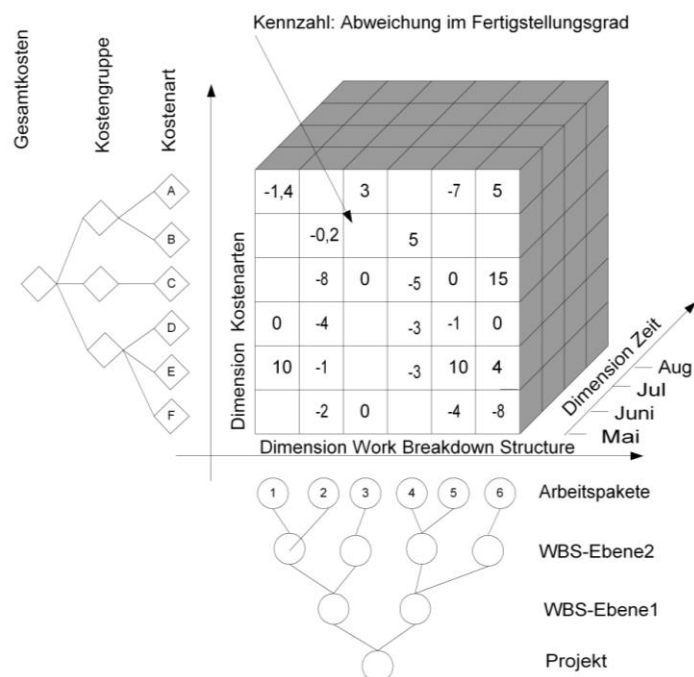 Kennzahl: Abweichung im Fertigstellungsgrad
Gesamtkosten
Kostengruppe
Kostenart
A
B
C
D
E
F
Dimension Kostenarten
-1,4 3 -7 5
-0,2 5
-8 0 -5 0 15
0 -4 -3 -1 0
10 -1 -3 10 4
-2 0 -4 -8
Dimension Zeit
Aug
Jul
Juni
Mai
Dimension Work Breakdown Structure
1 2 3 4 5 6 Arbeitspakete
WBS-Ebene2
WBS-Ebene1
Projekt